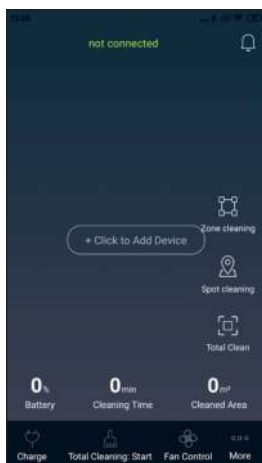 not connected
Zone cleaning
+ Click to Add Device
Spot cleaning
Total Clean
0% 0min 0m²
Battery Cleaning Time Cleaned Area
Charge Total Cleaning: Start Fan Control More